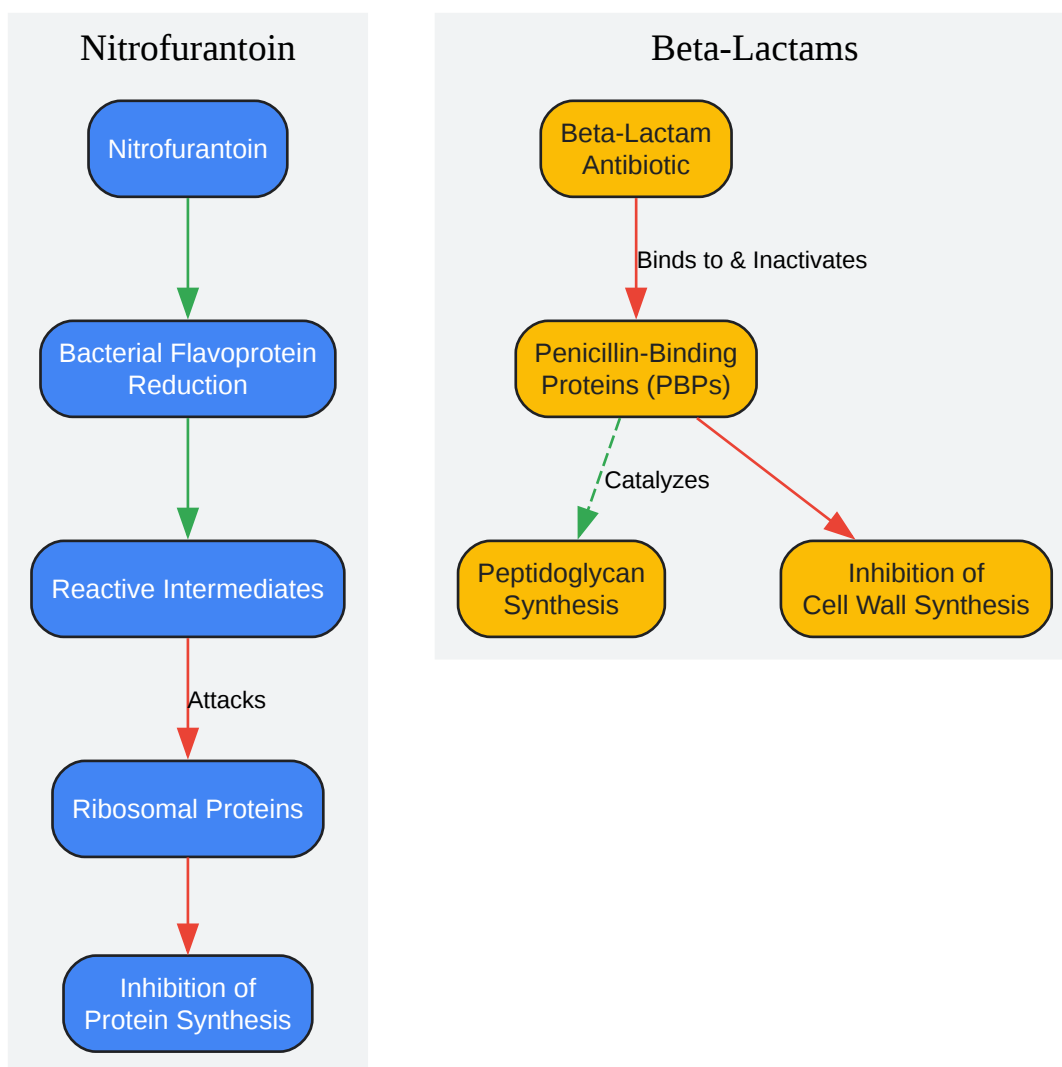 Nitrofurantoin
Nitrofurantoin
Bacterial Flavoprotein
Reduction
Reactive Intermediates
Attacks
Ribosomal Proteins
Inhibition of
Protein Synthesis
Beta-Lactams
Beta-Lactam
Antibiotic
Binds to & Inactivates
Penicillin-Binding
Proteins (PBPs)
Catalyzes
Peptidoglycan
Synthesis
Inhibition of
Cell Wall Synthesis